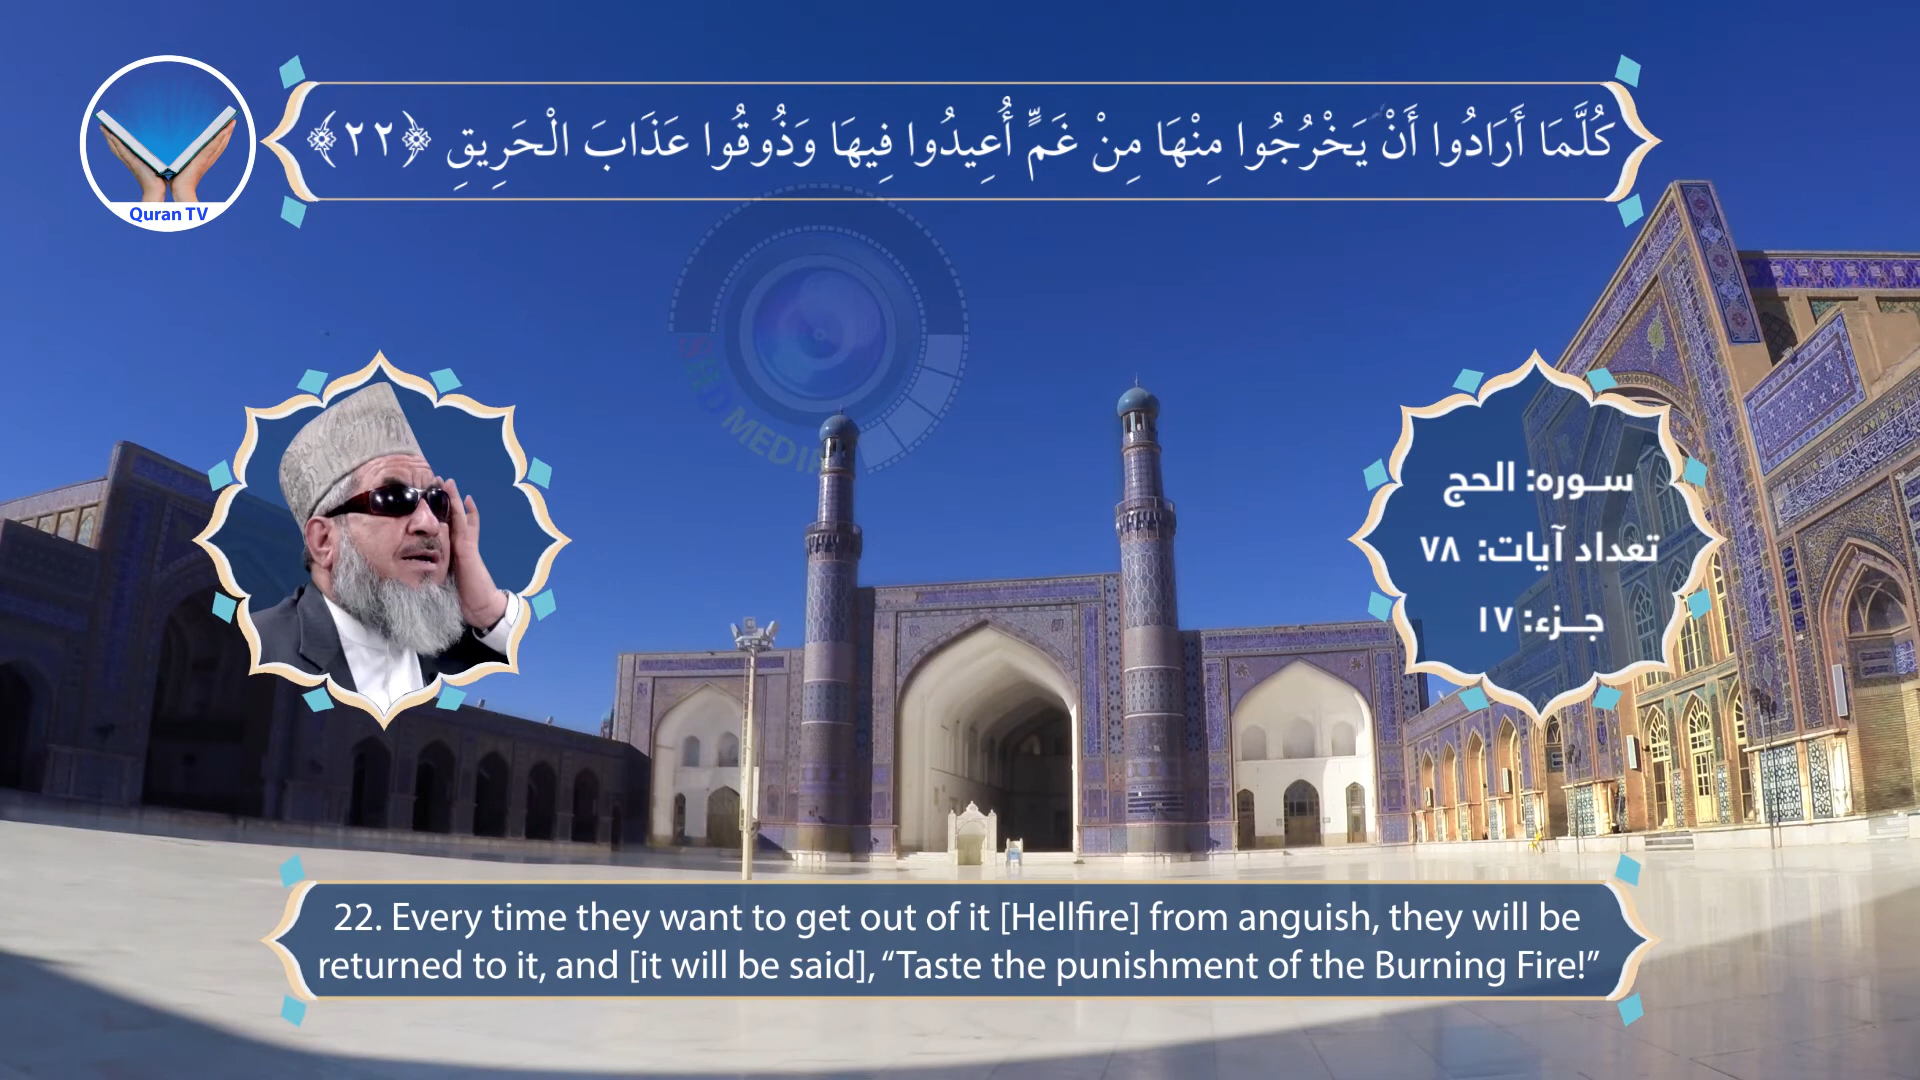 كُلَّمَا أَرَادُوا أَنْ يَخْرُجُوا مِنْهَا مِنْ غَمٍّ أُعِيدُوا فِيهَا وَذُوقُوا عَذَابَ الْحَرِيقِ ﴿٢٢﴾
Quran TV
MEDIA
سوره: الحج
تعداد آیات: ٧٨
جزء: ١٧
22. Every time they want to get out of it [Hellfire] from anguish, they will be
returned to it, and [it will be said], “Taste the punishment of the Burning Fire!”